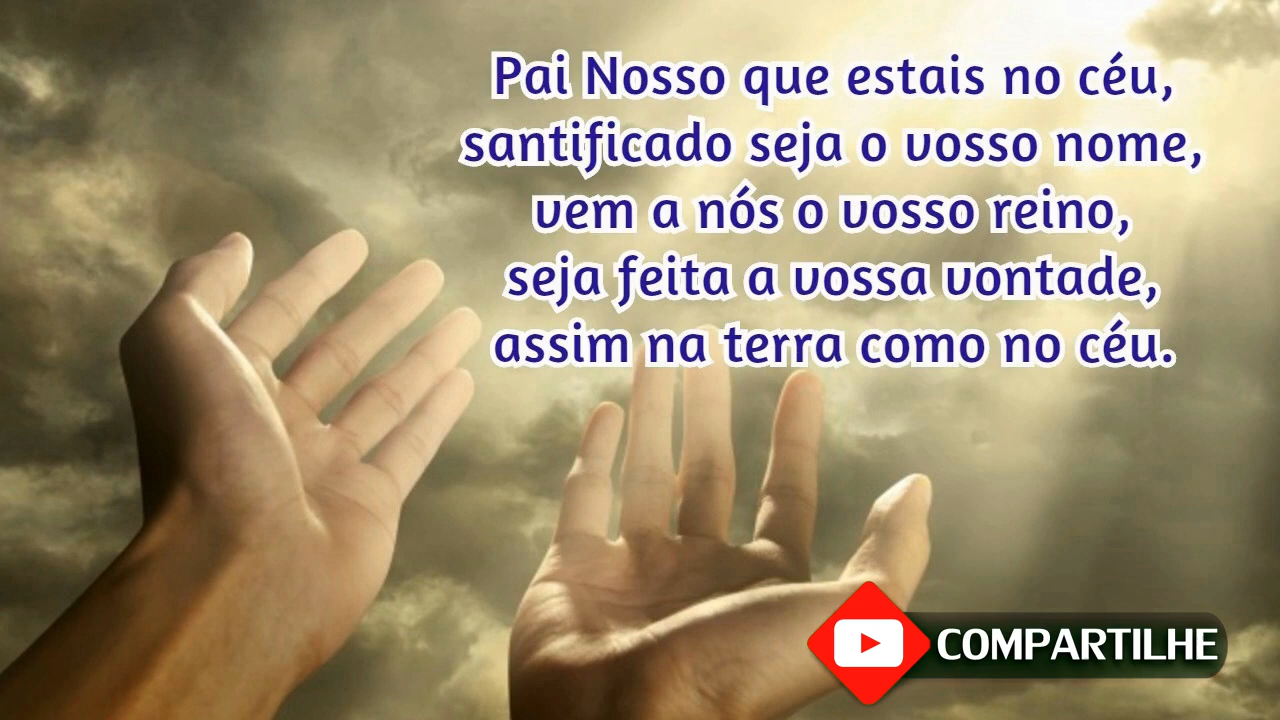 Pai Nosso que estais no céu,
santificado seja o vosso nome,
vem a nós o vosso reino,
seja feita a vossa vontade,
assim na terra como no céu.
COMPARTILHE